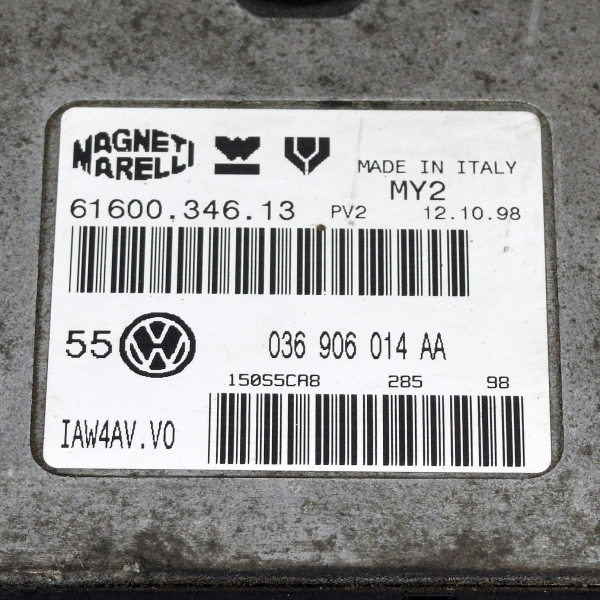 MAGNETI MARELLI
MADE IN ITALY
MY2
61600.346.13 PV2 12.10.98
55 036 906 014 AA
150S5CA8 285 98
IAW4AV.V0